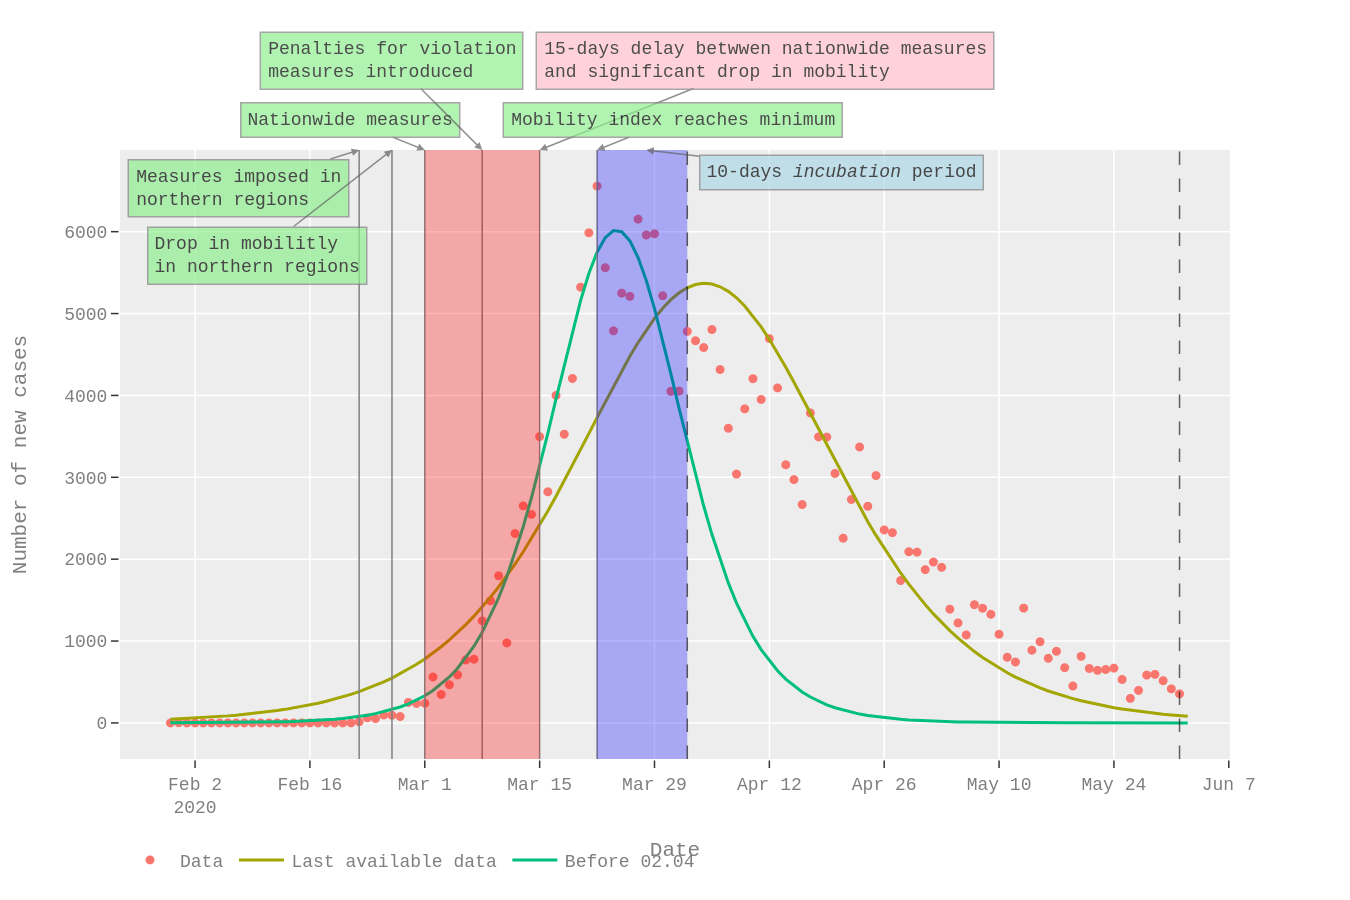 Penalties for violation
measures introduced
15-days delay betwwen nationwide measures
and significant drop in mobility
Nationwide measures
Mobility index reaches minimum
Measures imposed in
northern regions
10-days incubation period
Drop in mobilitly
in northern regions
Number of new cases
6000
5000
4000
3000
2000
1000
0
Feb 2
2020
Feb 16
Mar 1
Mar 15
Mar 29
Apr 12
Apr 26
May 10
May 24
Jun 7
Date
Data
Last available data
Before 02.04